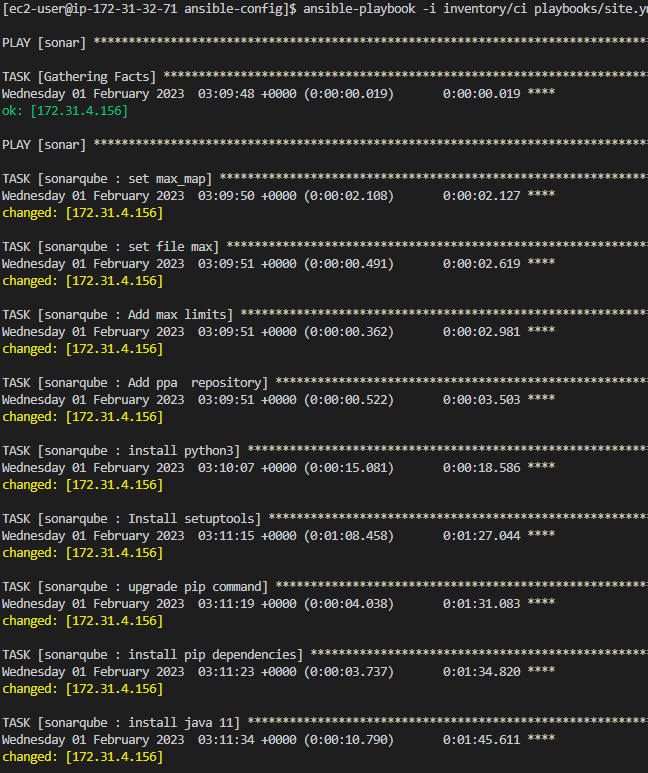 [ec2-user@ip-172-31-32-71 ansible-config]$ ansible-playbook -i inventory/ci playbooks/site.ym
PLAY [sonar] *******************************************************************************
TASK [Gathering Facts] *********************************************************************
Wednesday 01 February 2023  03:09:48 +0000 (0:00:00.019)       0:00:00.019 ****
ok: [172.31.4.156]
PLAY [sonar] *******************************************************************************
TASK [sonarqube : set max_map] *************************************************************
Wednesday 01 February 2023  03:09:50 +0000 (0:00:02.108)       0:00:02.127 ****
changed: [172.31.4.156]
TASK [sonarqube : set file max] ************************************************************
Wednesday 01 February 2023  03:09:51 +0000 (0:00:00.491)       0:00:02.619 ****
changed: [172.31.4.156]
TASK [sonarqube : Add max limits] **********************************************************
Wednesday 01 February 2023  03:09:51 +0000 (0:00:00.362)       0:00:02.981 ****
changed: [172.31.4.156]
TASK [sonarqube : Add ppa  repository] *****************************************************
Wednesday 01 February 2023  03:09:51 +0000 (0:00:00.522)       0:00:03.503 ****
changed: [172.31.4.156]
TASK [sonarqube : install python3] *********************************************************
Wednesday 01 February 2023  03:10:07 +0000 (0:00:15.081)       0:00:18.586 ****
changed: [172.31.4.156]
TASK [sonarqube : Install setuptools] ******************************************************
Wednesday 01 February 2023  03:11:15 +0000 (0:01:08.458)       0:01:27.044 ****
changed: [172.31.4.156]
TASK [sonarqube : upgrade pip command] *****************************************************
Wednesday 01 February 2023  03:11:19 +0000 (0:00:04.038)       0:01:31.083 ****
changed: [172.31.4.156]
TASK [sonarqube : install pip dependencies] ************************************************
Wednesday 01 February 2023  03:11:23 +0000 (0:00:03.737)       0:01:34.820 ****
changed: [172.31.4.156]
TASK [sonarqube : install java 11] *********************************************************
Wednesday 01 February 2023  03:11:34 +0000 (0:00:10.790)       0:01:45.611 ****
changed: [172.31.4.156]